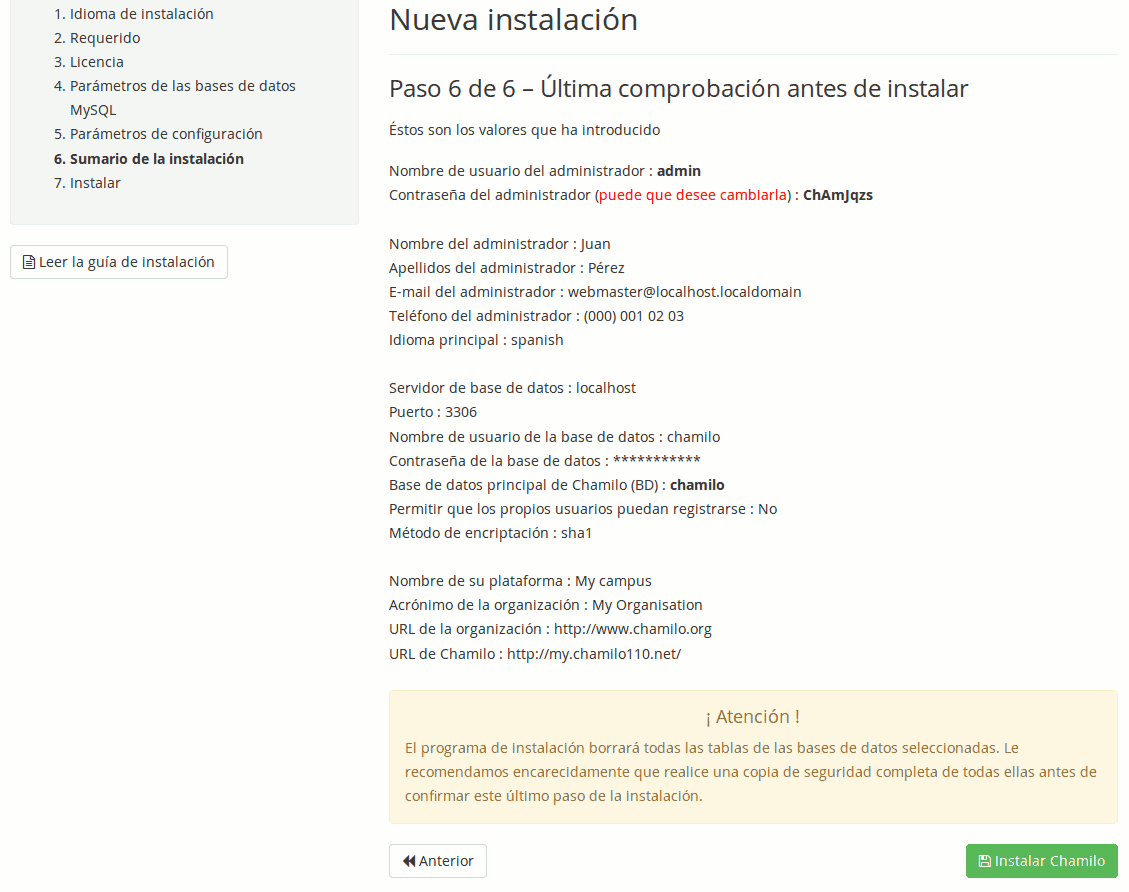 1. Idioma de instalación
2. Requerido
3. Licencia
4. Parámetros de las bases de datos
MySQL
5. Parámetros de configuración
6. Sumario de la instalación
7. Instalar
Leer la guía de instalación
Nueva instalación
Paso 6 de 6 – Última comprobación antes de instalar
Éstos son los valores que ha introducido
Nombre de usuario del administrador : admin
Contraseña del administrador (puede que desee cambiarla) : ChAmJqzs
Nombre del administrador : Juan
Apellidos del administrador : Pérez
E-mail del administrador : webmaster@localhost.localdomain
Teléfono del administrador : (000) 001 02 03
Idioma principal : spanish
Servidor de base de datos : localhost
Puerto : 3306
Nombre de usuario de la base de datos : chamilo
Contraseña de la base de datos : ***********
Base de datos principal de Chamilo (BD) : chamilo
Permitir que los propios usuarios puedan registrarse : No
Método de encriptación : sha1
Nombre de su plataforma : My campus
Acrónimo de la organización : My Organisation
URL de la organización : http://www.chamilo.org
URL de Chamilo : http://my.chamilo110.net/
¡ Atención !
El programa de instalación borrará todas las tablas de las bases de datos seleccionadas. Le
recomendamos encarecidamente que realice una copia de seguridad completa de todas ellas antes de
confirmar este último paso de la instalación.
Anterior
Instalar Chamilo